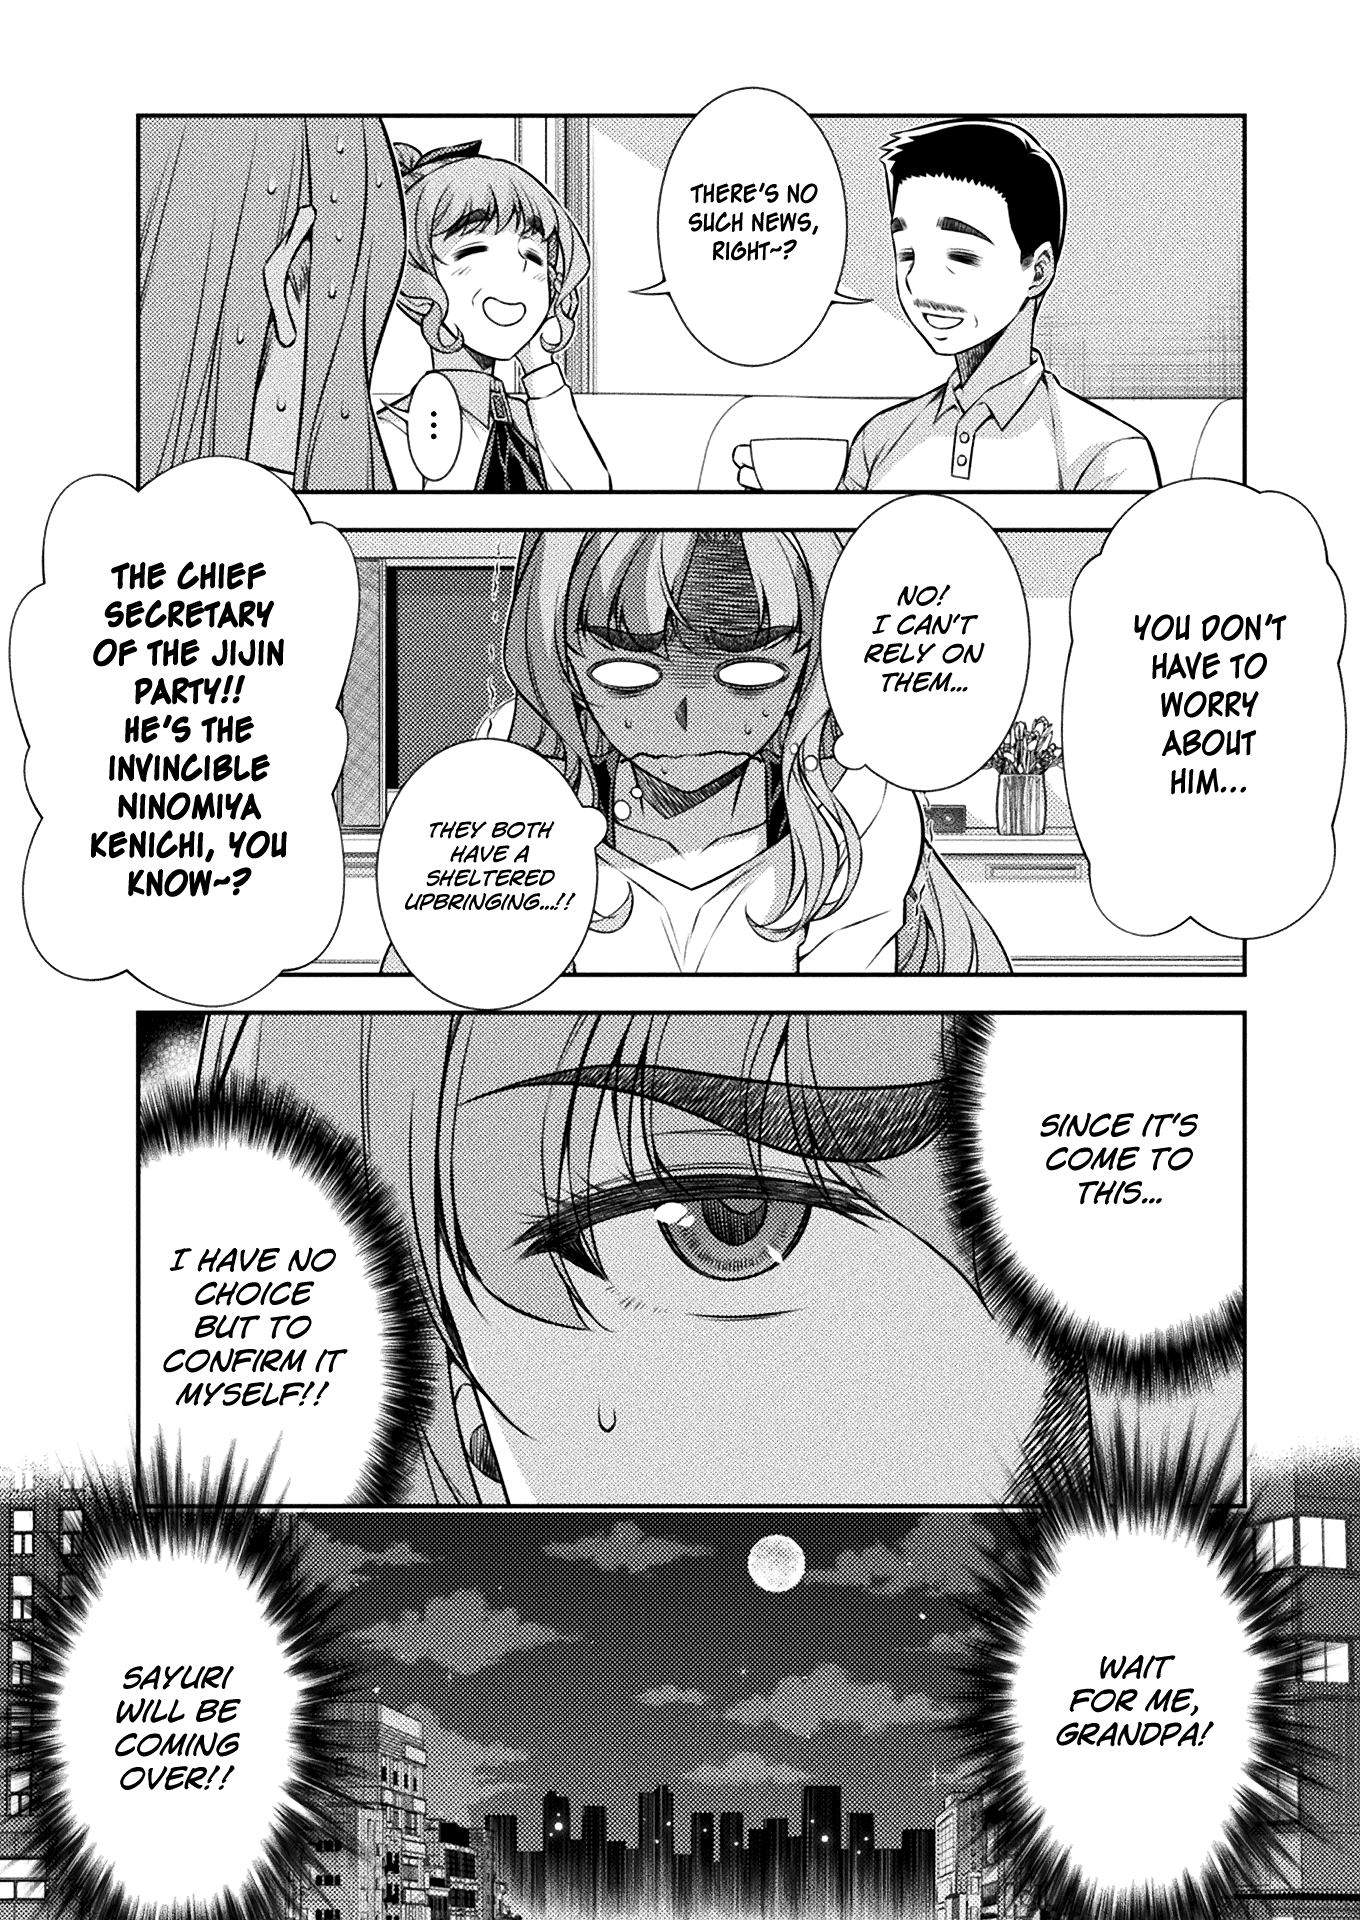 THERE'S NO
SUCH NEWS,
RIGHT~?
...
YOU DON'T
HAVE TO
WORRY
ABOUT
HIM...
NO!
I CAN'T
RELY ON
THEM...
THEY BOTH
HAVE A
SHELTERED
UPBRINGING...!!
THE CHIEF
SECRETARY
OF THE JIJIN
PARTY!!
HE'S THE
INVINCIBLE
NINOMIYA
KENICHI, YOU
KNOW~?
SINCE IT'S
COME TO
THIS...
I HAVE NO
CHOICE
BUT TO
CONFIRM IT
MYSELF!!
WAIT
FOR ME,
GRANDPA!
SAYURI
WILL BE
COMING
OVER!!